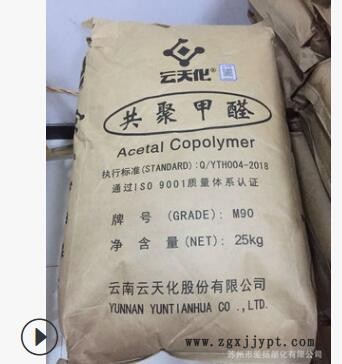 云天化®
共聚甲醛
Acetal Copolymer
执行标准(STANDARD):Q/YTH004-2018
通过ISO 9001质量体系认证
牌 号 (GRADE): M90
净 含 量(NET): 25kg
云南云天化股份有限公司
YUNNAN YUNTIANHUA CO .,LTD.
www.zgxjjypt.com